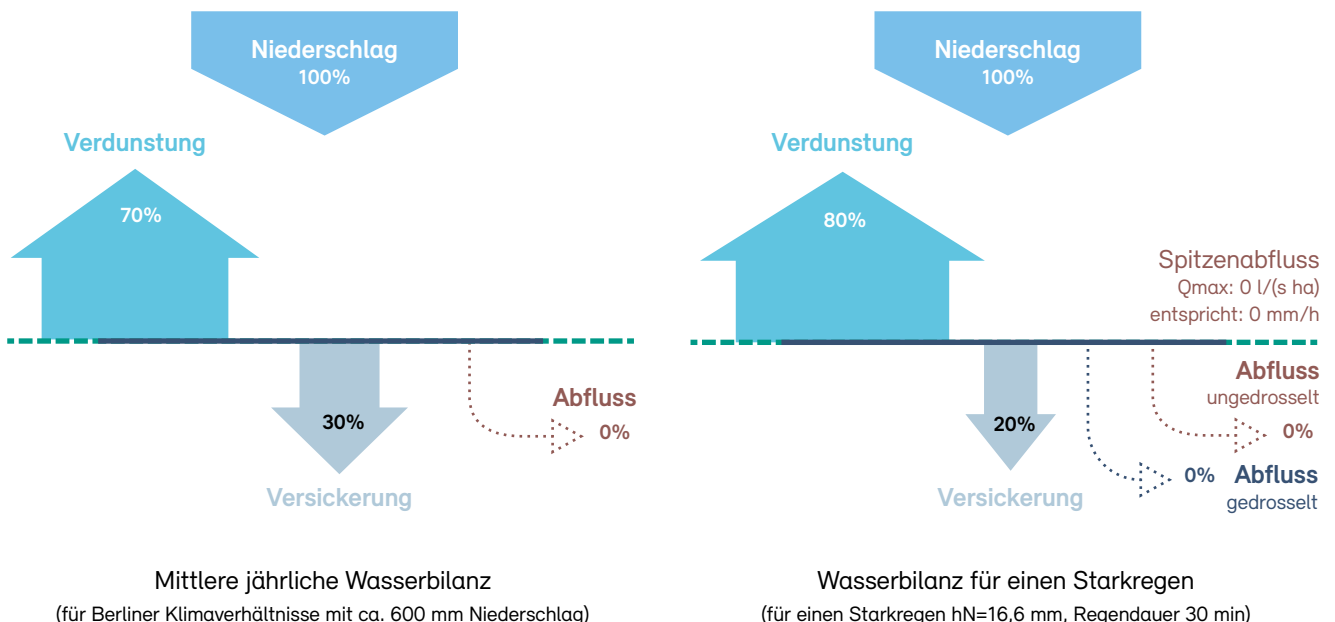 Niederschlag
100%
Verdunstung
70%
30%
Abfluss
0%
Versickerung
Mittlere jährliche Wasserbilanz
(für Berliner Klimaverhältnisse mit ca. 600 mm Niederschlag)
Niederschlag
100%
Verdunstung
80%
Spitzenabfluss
Qmax: 0 l/(s ha)
entspricht: 0 mm/h
20%
Abfluss
ungedrosselt
0%
0% Abfluss
gedrosselt
Versickerung
Wasserbilanz für einen Starkregen
(für einen Starkregen hN=16,6 mm, Regendauer 30 min)